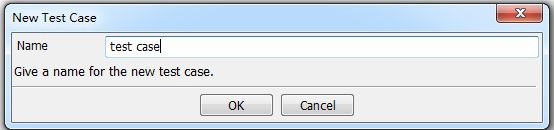 New Test Case
Name test case
Give a name for the new test case.
OK Cancel